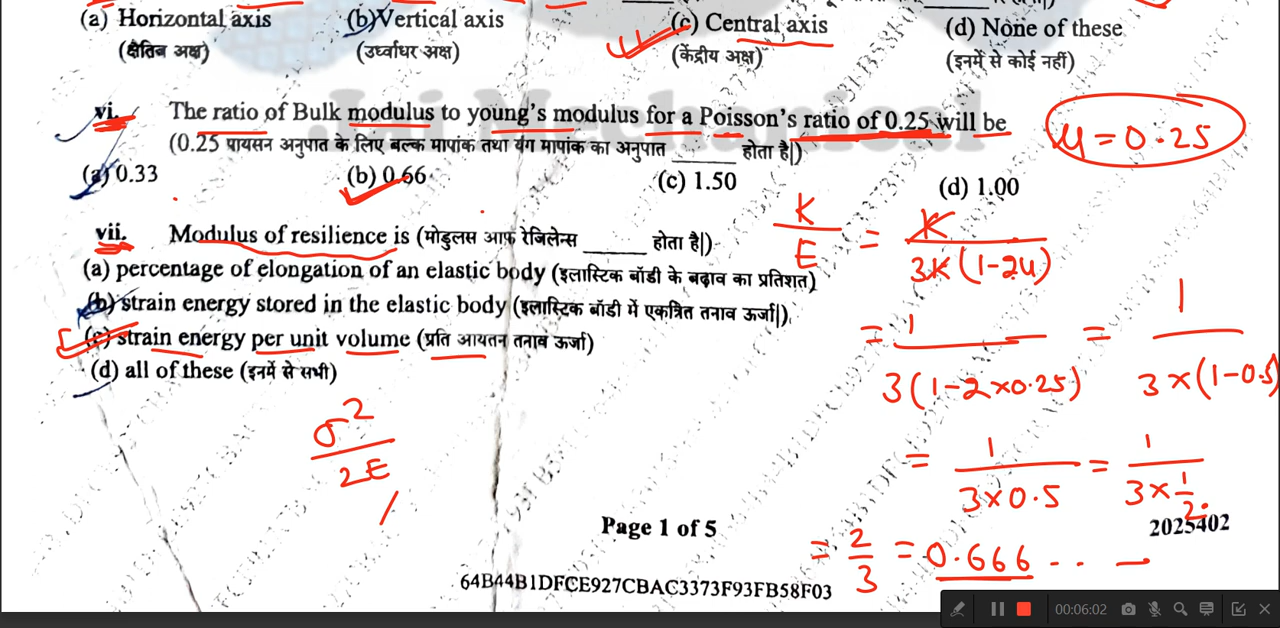 (a) Horizontal axis (b) Vertical axis (c) Central axis (d) None of these
(क्षैतिज अक्ष) (उर्ध्वाधर अक्ष) (केंद्रीय अक्ष) (इनमें से कोई नहीं)
vi. The ratio of Bulk modulus to young's modulus for a Poisson's ratio of 0.25 will be
(0.25 पायसन अनुपात के लिए बल्क मापांक तथा यंग मापांक का अनुपात ______ होता है|)
μ = 0.25
(a) 0.33 (b) 0.66 (c) 1.50 (d) 1.00
vii. Modulus of resilience is (मोडुलस आफ़ रेजिलेन्स ______ होता है|)
(a) percentage of elongation of an elastic body (इलास्टिक बॉडी के बढ़ाव का प्रतिशत)
(b) strain energy stored in the elastic body (इलास्टिक बॉडी में एकत्रित तनाव ऊर्जा|)
(c) strain energy per unit volume (प्रति आयतन तनाव ऊर्जा)
(d) all of these (इनमें से सभी)
K/E = K/3K(1-2μ)
= 1/3(1-2×0.25) = 1/3×(1-0.5)
= 1/3×0.5 = 1/3×1/2
= 2/3 = 0.666 . . .
σ²/2E
Page 1 of 5
2025402
64B44B1DFCE927CBAC3373F93FB58F03
00:06:02